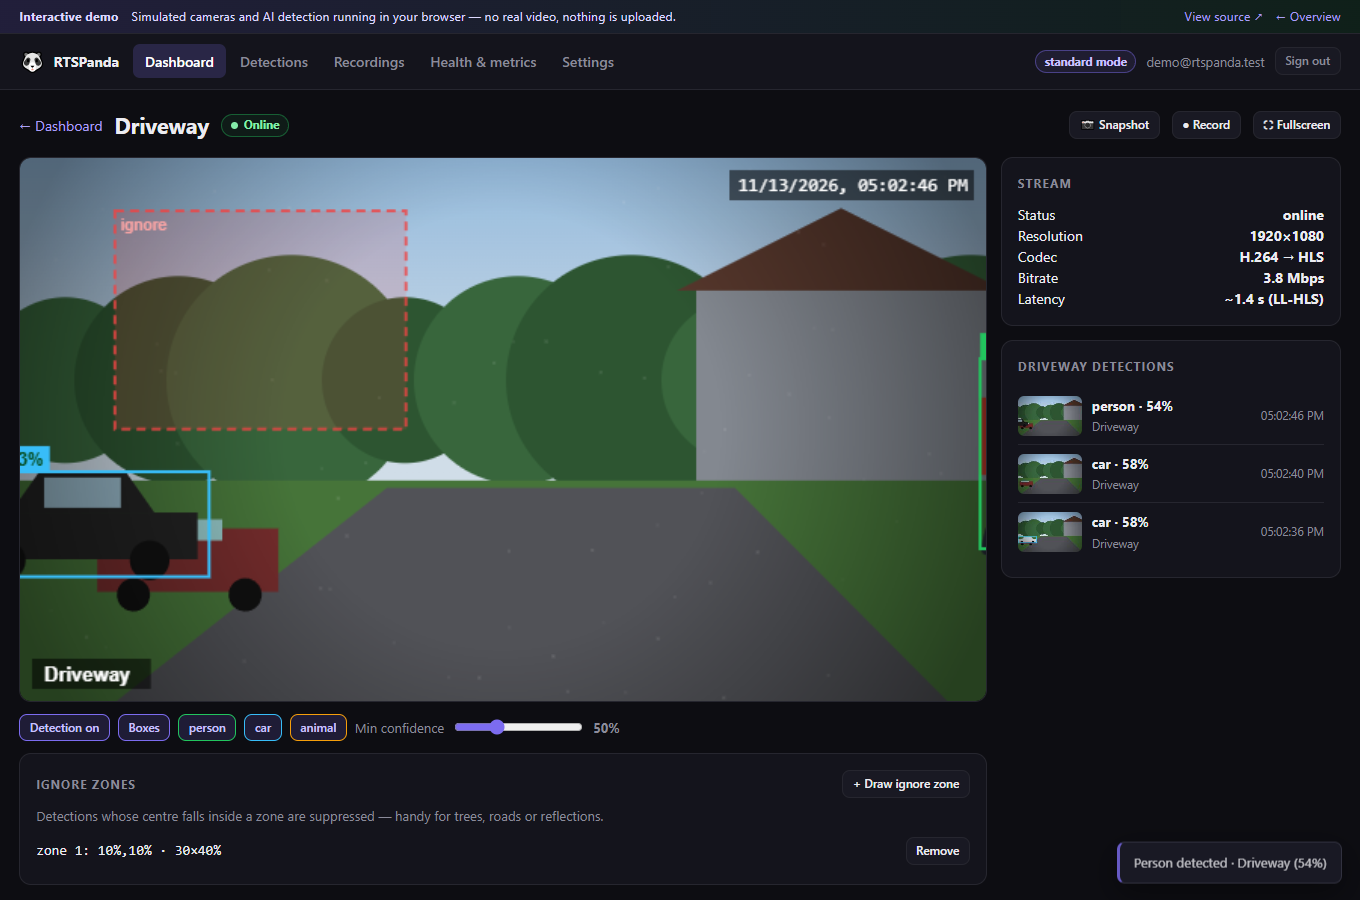 Interactive demo Simulated cameras and AI detection running in your browser — no real video, nothing is uploaded. View source ↗ ← Overview
RTSPanda Dashboard Detections Recordings Health & metrics Settings standard mode demo@rtspanda.test Sign out
← Dashboard Driveway Online Snapshot Record Fullscreen
11/13/2026, 05:02:46 PM
ignore
3%
Driveway
STREAM
Status online
Resolution 1920×1080
Codec H.264 → HLS
Bitrate 3.8 Mbps
Latency ~1.4 s (LL-HLS)
DRIVEWAY DETECTIONS
person · 54%
Driveway
05:02:46 PM
car · 58%
Driveway
05:02:40 PM
car · 58%
Driveway
05:02:36 PM
Detection on Boxes person car animal Min confidence 50%
IGNORE ZONES + Draw ignore zone
Detections whose centre falls inside a zone are suppressed — handy for trees, roads or reflections.
zone 1: 10%,10% · 30×40% Remove
Person detected · Driveway (54%)